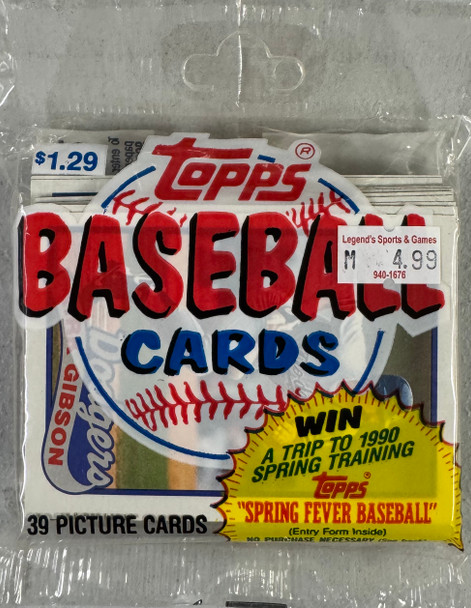 $1.29
TOPPS®
BASEBALL
CARDS
Legend's Sports & Games
M 4.99
940-1676
GIBSON
Dodgers
WIN
A TRIP TO 1990
SPRING TRAINING
TOPPS®
"SPRING FEVER BASEBALL"
(Entry Form Inside)
NO PURCHASE NECESSARY
39 PICTURE CARDS